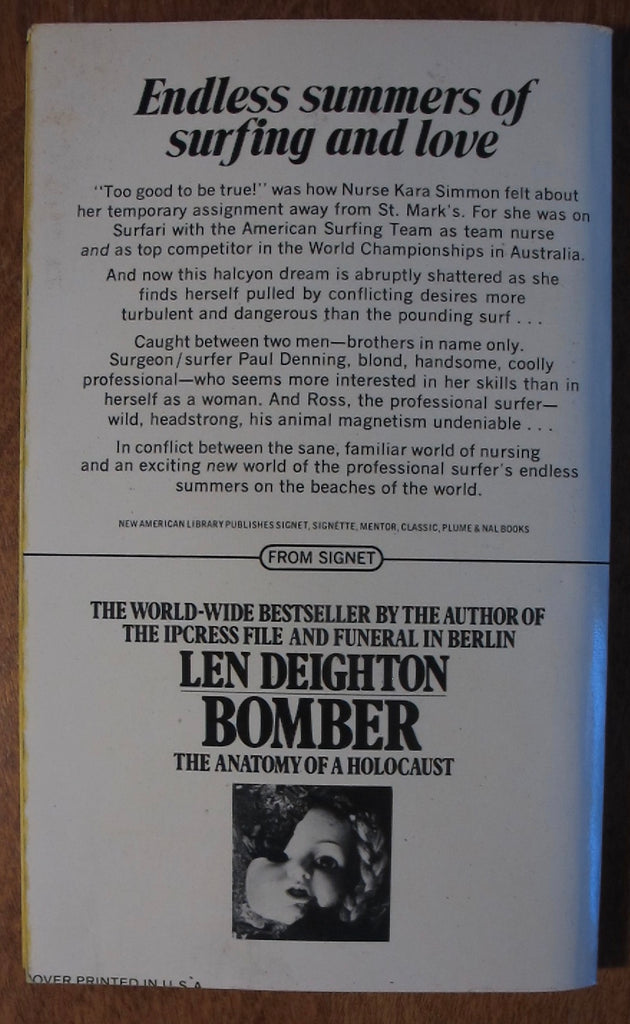 Endless summers of
surfing and love
"Too good to be true!" was how Nurse Kara Simmon felt about
her temporary assignment away from St. Mark's. For she was on
Surfari with the American Surfing Team as team nurse
and as top competitor in the World Championships in Australia.
And now this halcyon dream is abruptly shattered as she
finds herself pulled by conflicting desires more
turbulent and dangerous than the pounding surf . . .
Caught between two men—brothers in name only.
Surgeon/surfer Paul Denning, blond, handsome, coolly
professional—who seems more interested in her skills than in
herself as a woman. And Ross, the professional surfer—
wild, headstrong, his animal magnetism undeniable . . .
In conflict between the sane, familiar world of nursing
and an exciting new world of the professional surfer's endless
summers on the beaches of the world.
NEW AMERICAN LIBRARY PUBLISHES SIGNET, SIGNETTE, MENTOR, CLASSIC, PLUME & NAL BOOKS
FROM SIGNET
THE WORLD-WIDE BESTSELLER BY THE AUTHOR OF
THE IPCRESS FILE AND FUNERAL IN BERLIN
LEN DEIGHTON
BOMBER
THE ANATOMY OF A HOLOCAUST
OVER PRINTED IN U.S.A.